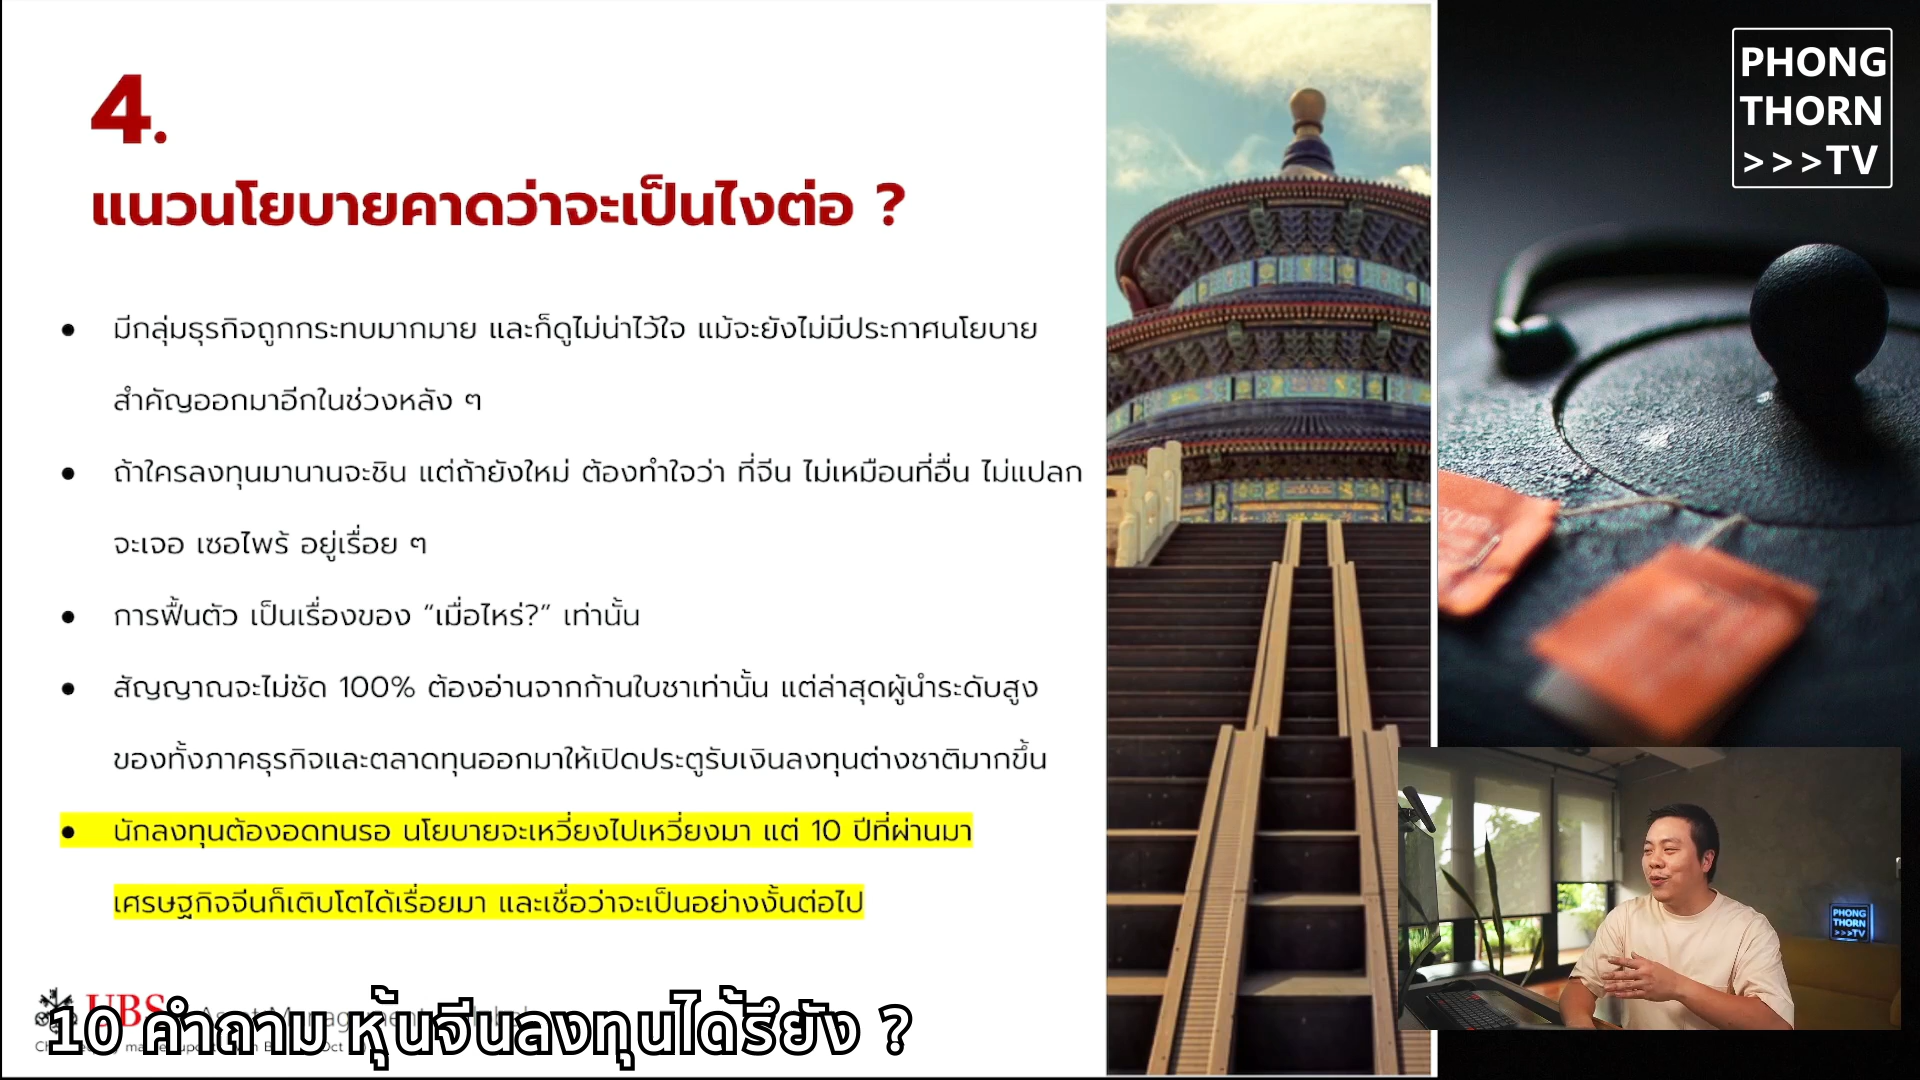 4.
แนวนโยบายคาดว่าจะเป็นไงต่อ ?
● มีกลุ่มธุรกิจถูกกระทบมากมาย และก็ดูไม่น่าไว้ใจ แม้จะยังไม่มีประกาศนโยบาย
สำคัญออกมาอีกในช่วงหลัง ๆ
● ถ้าใครลงทุนมานานจะชิน แต่ถ้ายังใหม่ ต้องทำใจว่า ที่จีน ไม่เหมือนที่อื่น ไม่แปลก
จะเจอ เซอไพร้ อยู่เรื่อย ๆ
● การฟื้นตัว เป็นเรื่องของ “เมื่อไหร่?” เท่านั้น
● สัญญาณจะไม่ชัด 100% ต้องอ่านจากก้านใบชาเท่านั้น แต่ล่าสุดผู้นำระดับสูง
ของทั้งภาคธุรกิจและตลาดทุนออกมาให้เปิดประตูรับเงินลงทุนต่างชาติมากขึ้น
● นักลงทุนต้องอดทนรอ นโยบายจะเหวี่ยงไปเหวี่ยงมา แต่ 10 ปีที่ผ่านมา
เศรษฐกิจจีนก็เติบโตได้เรื่อยมา และเชื่อว่าจะเป็นอย่างงั้นต่อไป
UBS
10 คำถาม หุ้นจีนลงทุนได้รึยัง ?
PHONG
THORN
>>>TV
PHONG
THORN
>>>TV